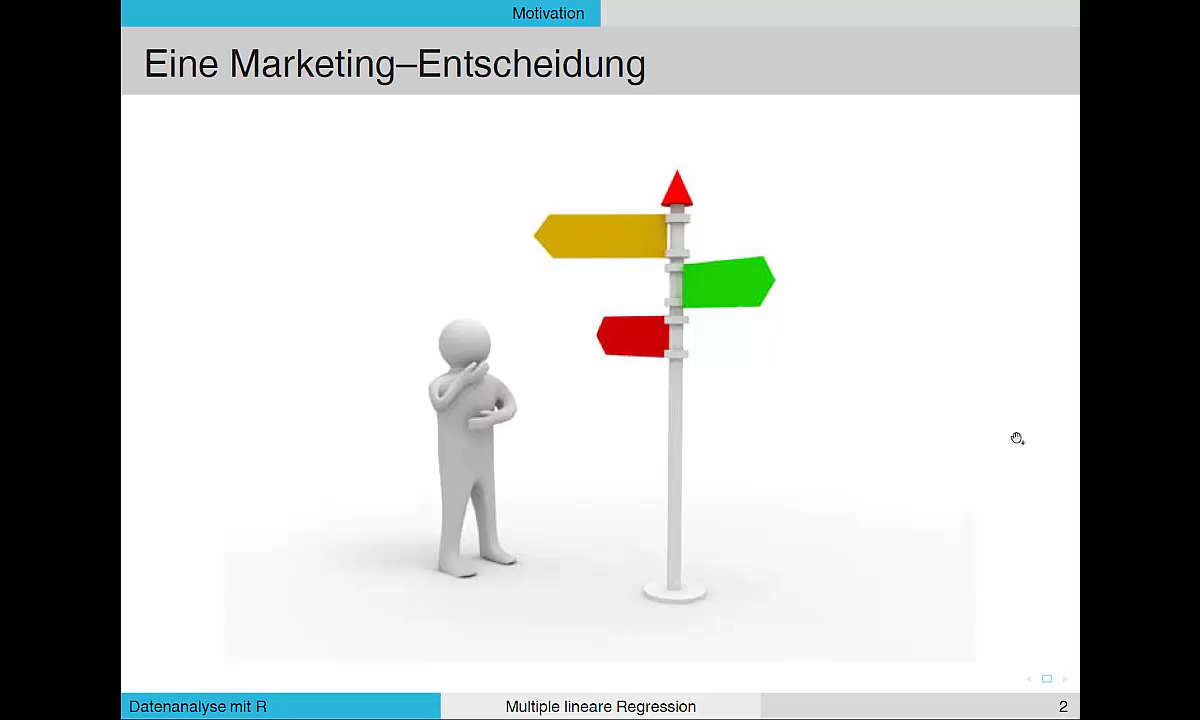 Motivation
Eine Marketing–Entscheidung
Datenanalyse mit R
Multiple lineare Regression
2